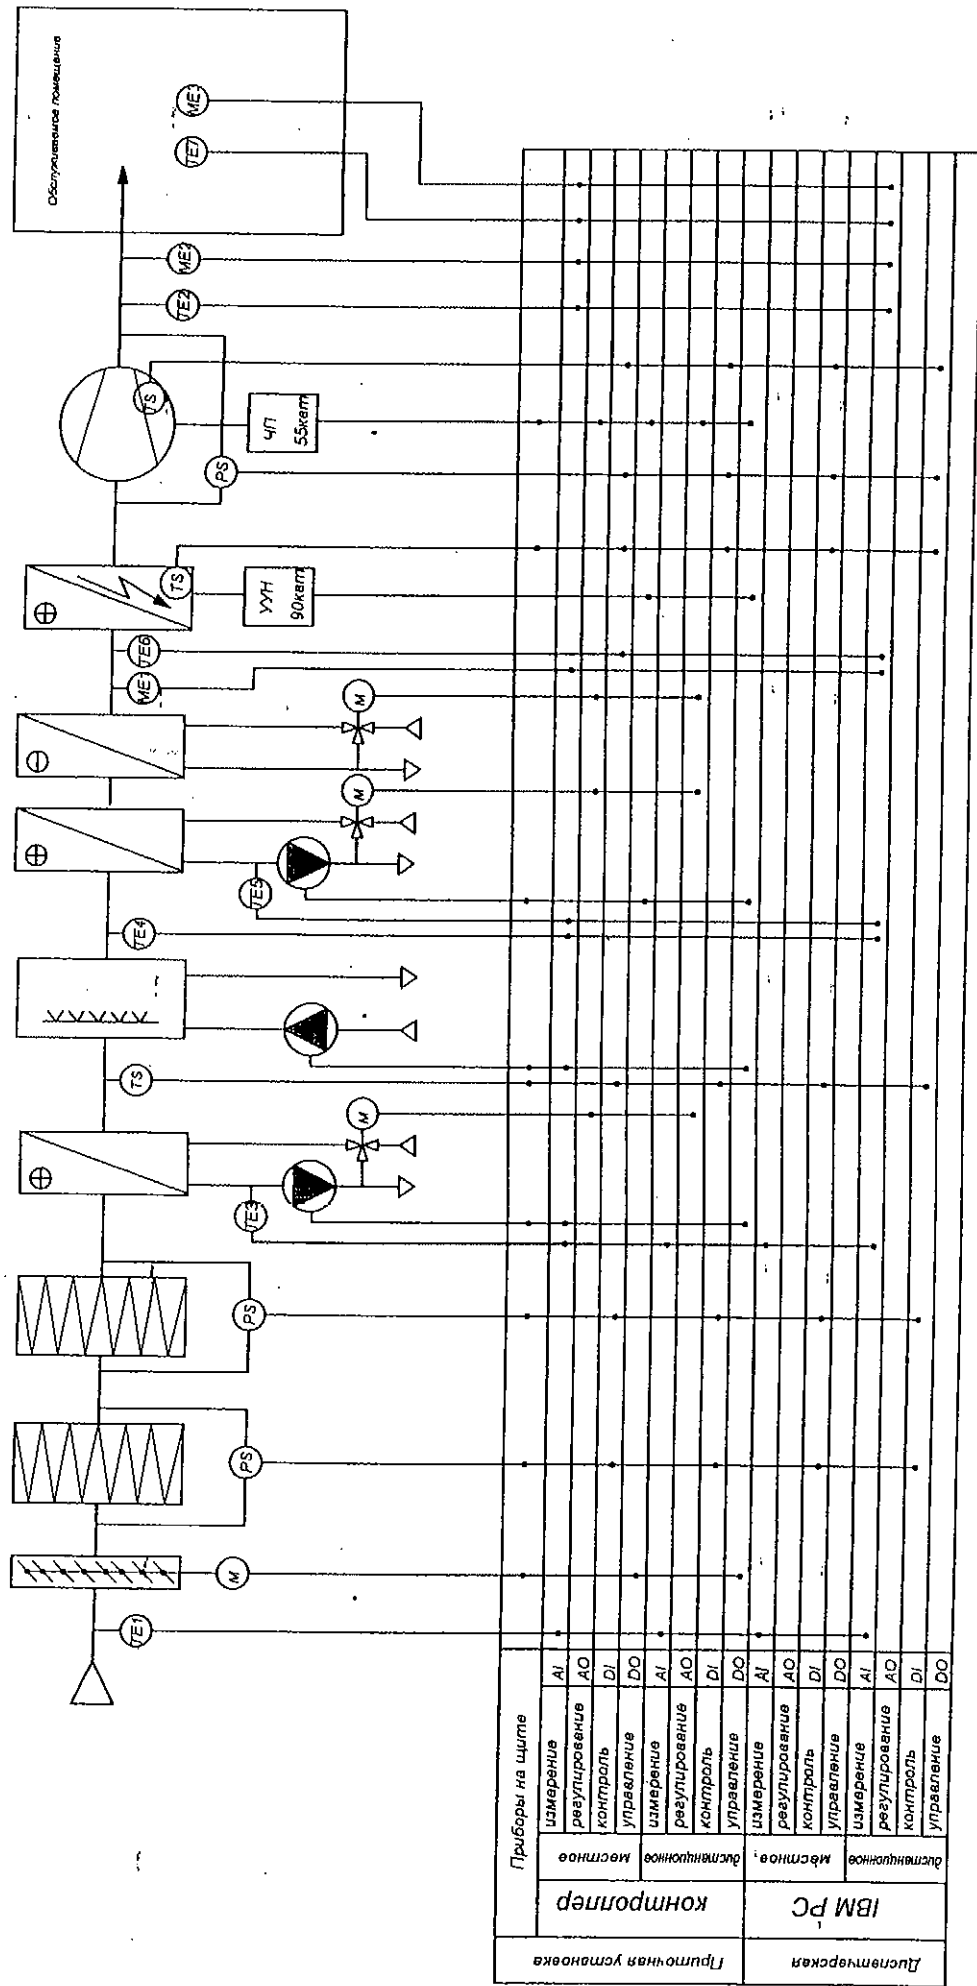 Обслуживаемое помещение
ME3
TE7
ME2
TE2
TS
ЧП
55квт
PS
TS
УУН
90квт
TE6
ME1
M
M
TE5
TE4
TS
M
TE3
PS
PS
M
TE1
Приборы на щите
Приточная установка
контроллер
местное
измерение AI
регулирование AO
контроль DI
управление DO
дистанционное
измерение AI
регулирование AO
контроль DI
управление DO
Диспетчерская
IBM PC
местное
измерение AI
регулирование AO
контроль DI
управление DO
дистанционное
измерение AI
регулирование AO
контроль DI
управление DO